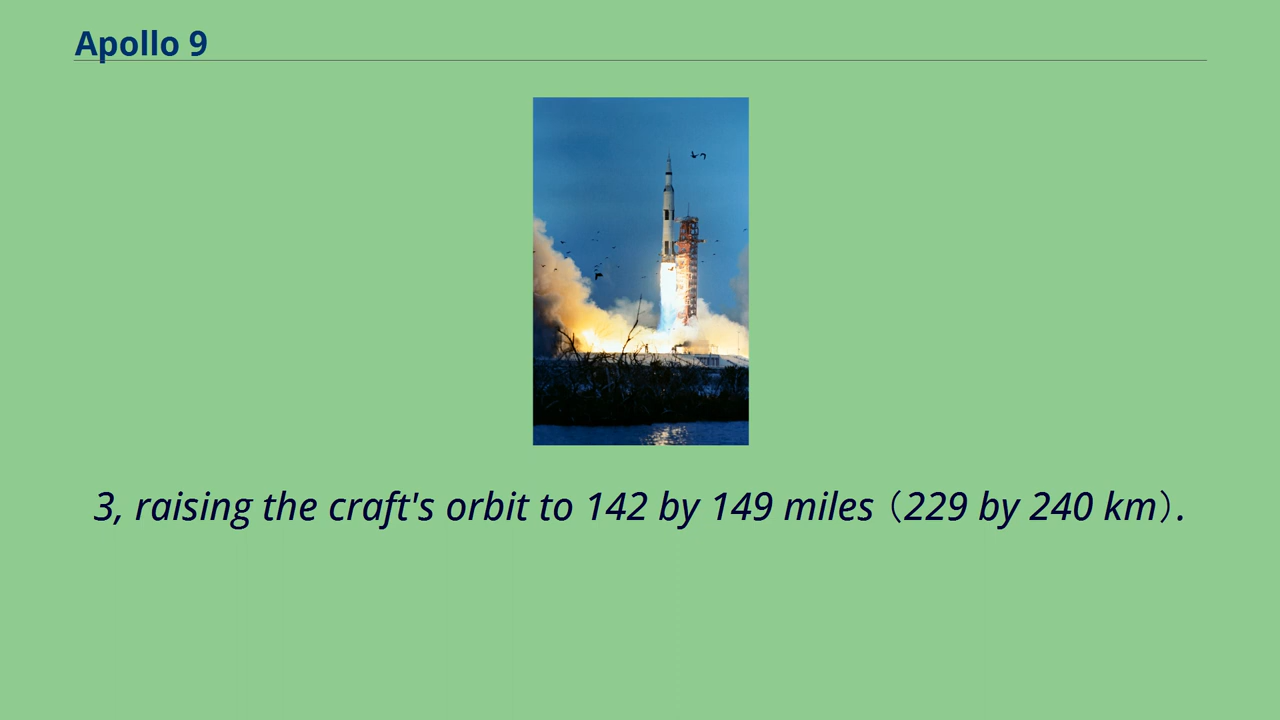 Apollo 9
3, raising the craft's orbit to 142 by 149 miles（229 by 240 km）.